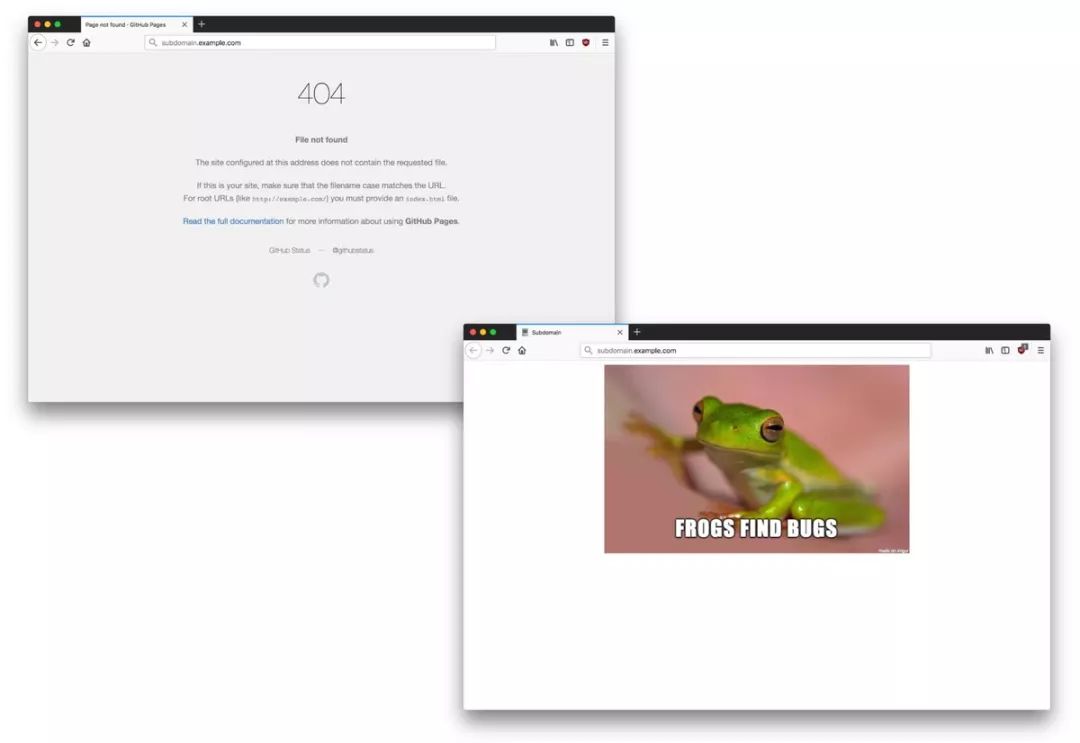 Page not found · GitHub Pages
subdomain.example.com
404
File not found
The site configured at this address does not contain the requested file.
If this is your site, make sure that the filename case matches the URL.
For root URLs (like http://example.com/) you must provide an index.html file.
Read the full documentation for more information about using GitHub Pages.
GitHub Status — @githubstatus
Subdomain
subdomain.example.com
FROGS FIND BUGS
made on imgur